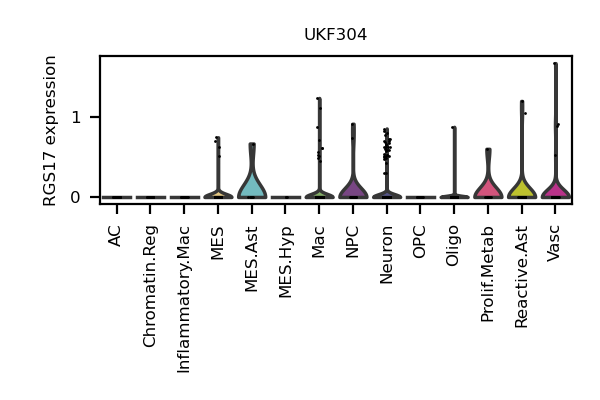 UKF304
RGS17 expression
1
0
AC
Chromatin.Reg
Inflammatory.Mac
MES
MES.Ast
MES.Hyp
Mac
NPC
Neuron
OPC
Oligo
Prolif.Metab
Reactive.Ast
Vasc